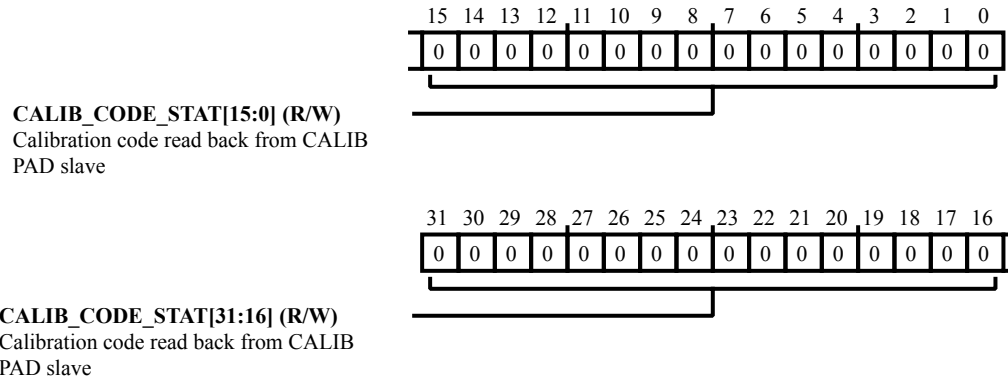 15 14 13 12 11 10 9 8 7 6 5 4 3 2 1 0
0 0 0 0 0 0 0 0 0 0 0 0 0 0 0 0
CALIB_CODE_STAT[15:0] (R/W)
Calibration code read back from CALIB
PAD slave
31 30 29 28 27 26 25 24 23 22 21 20 19 18 17 16
0 0 0 0 0 0 0 0 0 0 0 0 0 0 0 0
CALIB_CODE_STAT[31:16] (R/W)
Calibration code read back from CALIB
PAD slave